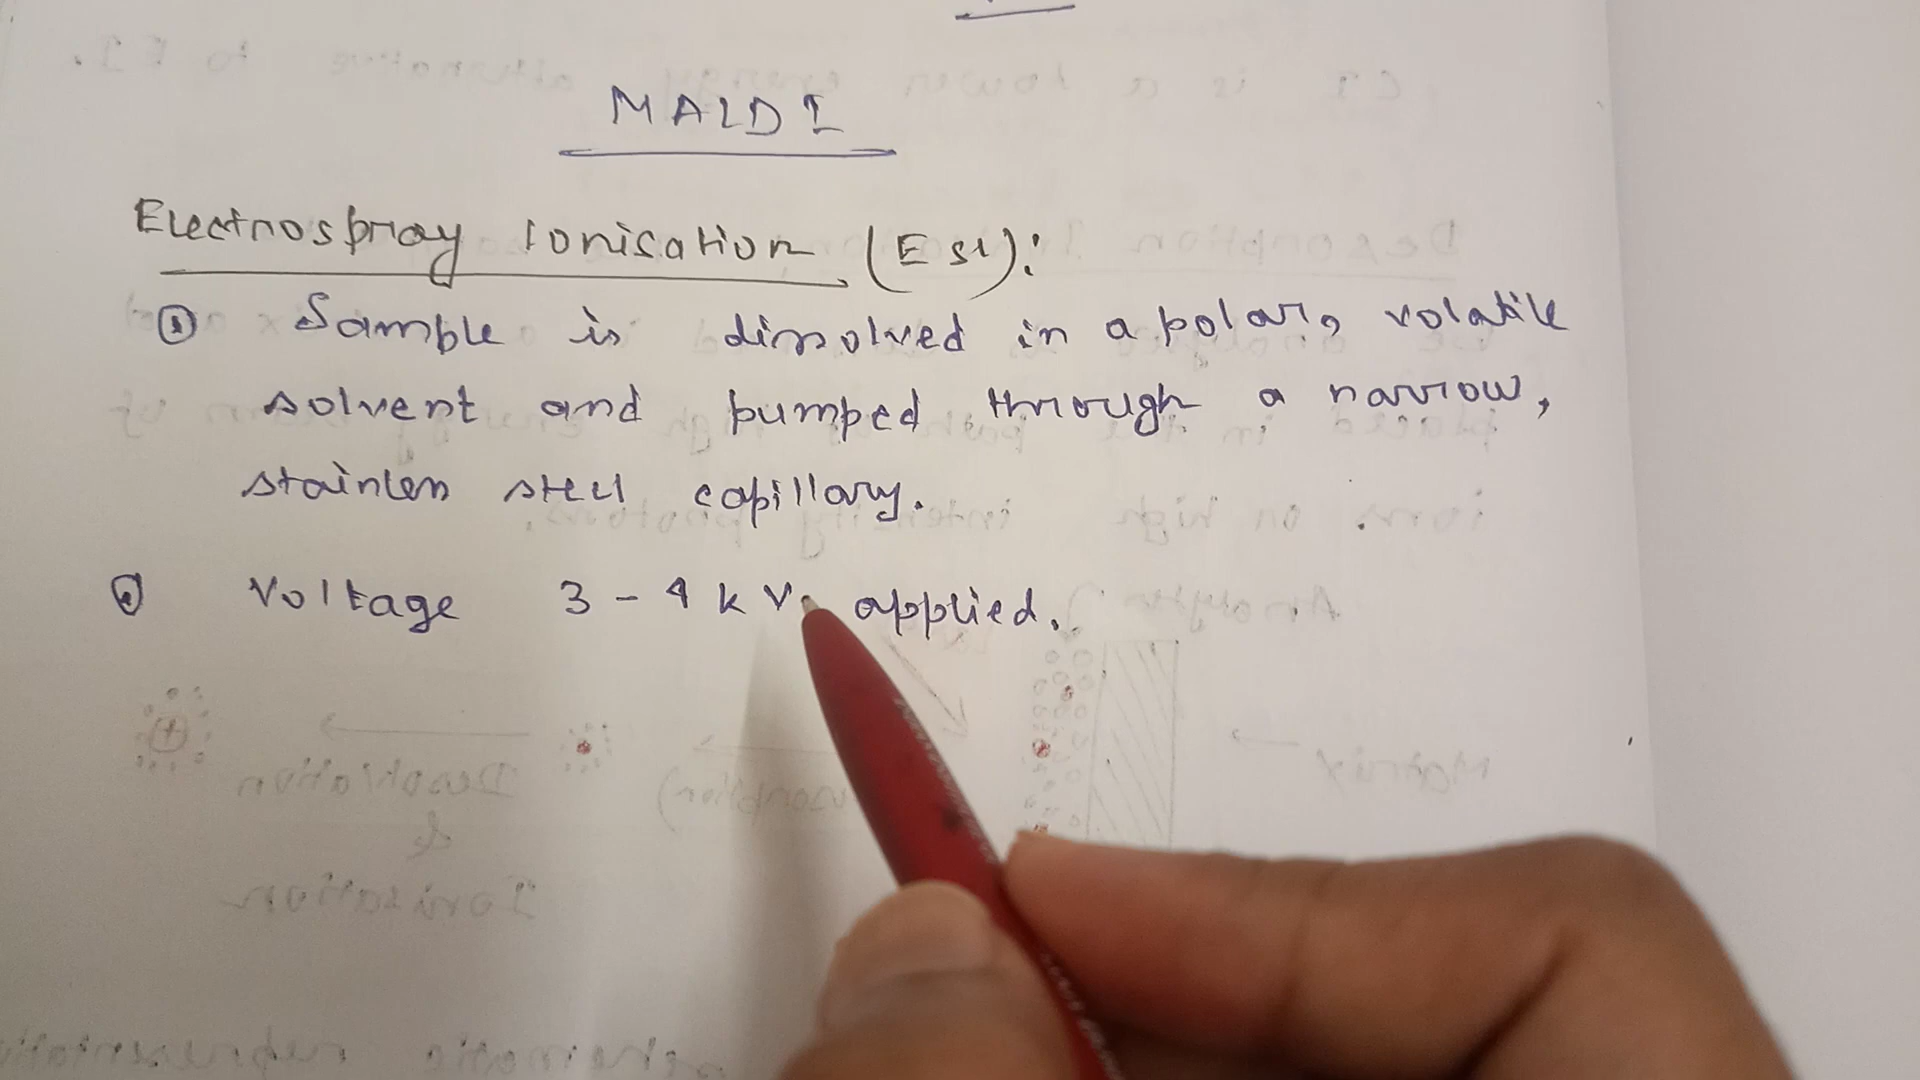 MALDI
Electrospray Ionisation (ESI):
① Sample is dissolved in a polar, volatile
solvent and pumped through a narrow,
stainless steel capillary.
② Voltage 3-4 kV applied.